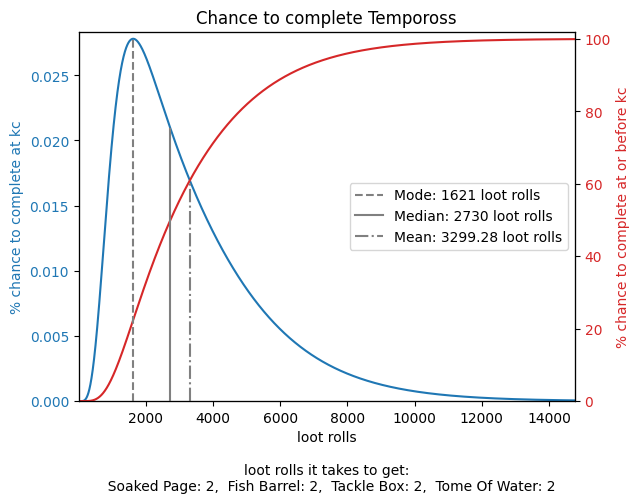 Chance to complete Tempoross
% chance to complete at kc
0.025
0.020
0.015
0.010
0.005
0.000
100
80
60
40
20
0
% chance to complete at or before kc
Mode: 1621 loot rolls
Median: 2730 loot rolls
Mean: 3299.28 loot rolls
2000 4000 6000 8000 10000 12000 14000
loot rolls
loot rolls it takes to get:
Soaked Page: 2, Fish Barrel: 2, Tackle Box: 2, Tome Of Water: 2